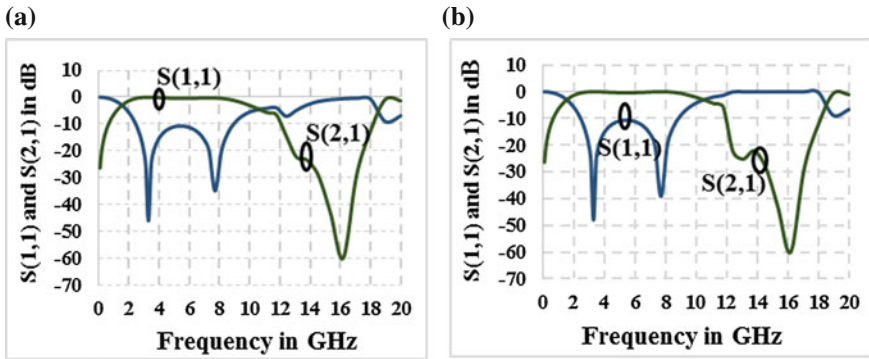 (a)
S(1,1) and S(2,1) in dB
10
0
-10
-20
-30
-40
-50
-60
-70
S(1,1)
S(2,1)
0 2 4 6 8 10 12 14 16 18 20
Frequency in GHz
(b)
S(1,1) and S(2,1) in dB
10
0
-10
-20
-30
-40
-50
-60
-70
S(1,1)
S(2,1)
0 2 4 6 8 10 12 14 16 18 20
Frequency in GHz